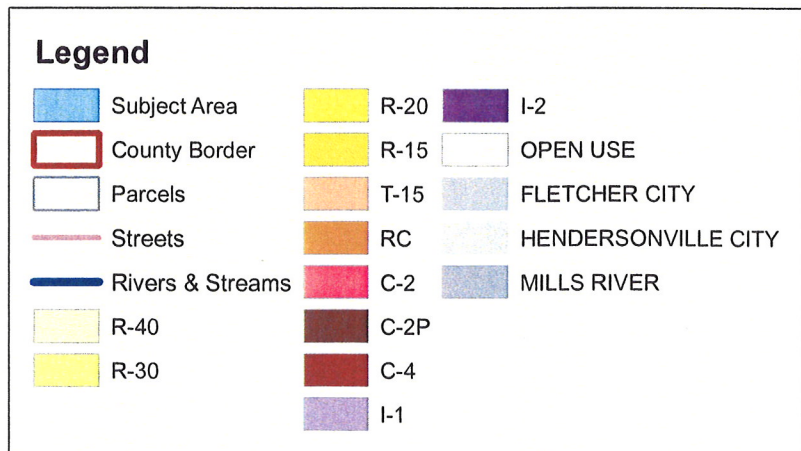 Legend
Subject Area
County Border
Parcels
Streets
Rivers & Streams
R-40
R-30
R-20
R-15
T-15
RC
C-2
C-2P
C-4
I-1
I-2
OPEN USE
FLETCHER CITY
HENDERSONVILLE CITY
MILLS RIVER